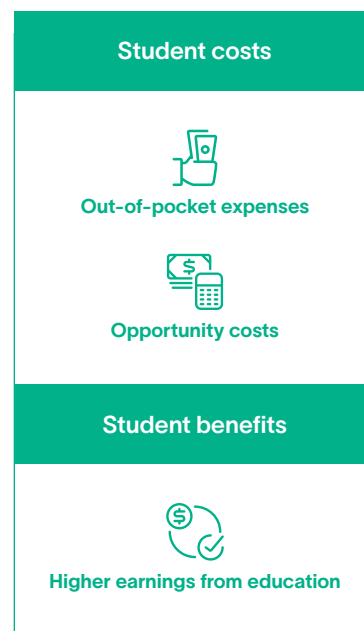 Student costs
Out-of-pocket expenses
$
Opportunity costs
Student benefits
$
Higher earnings from education